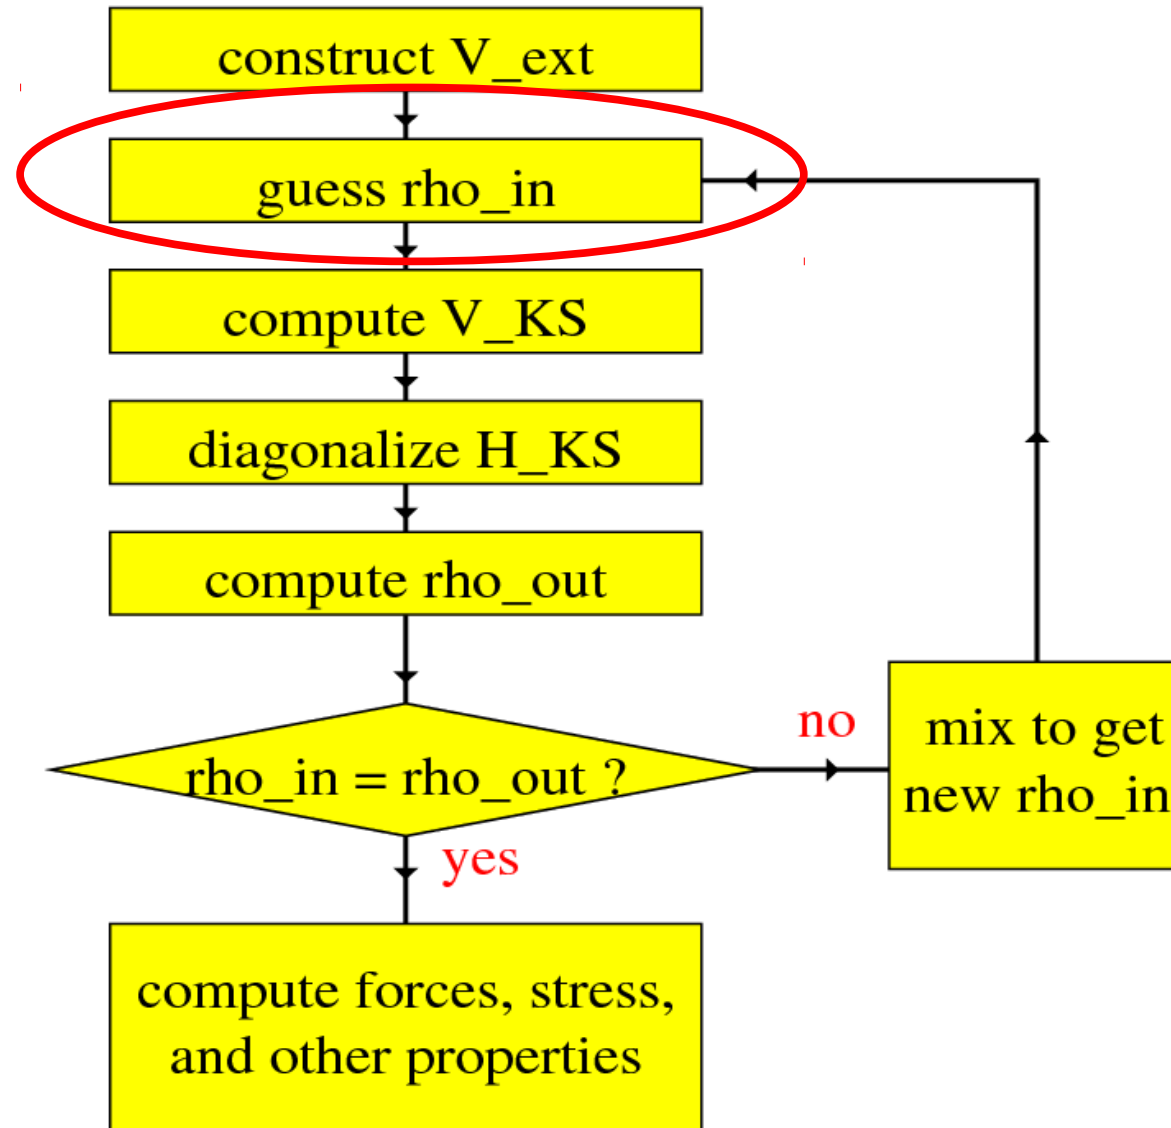 construct V_ext
guess rho_in
compute V_KS
diagonalize H_KS
compute rho_out
rho_in = rho_out ?
no
mix to get
new rho_in
yes
compute forces, stress,
and other properties